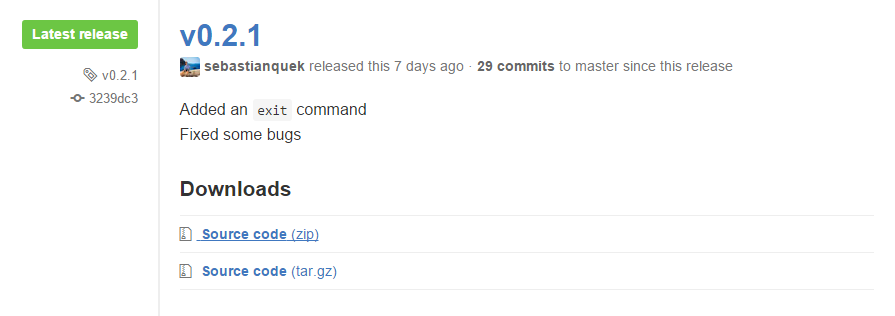 Latest release
v0.2.1
3239dc3
v0.2.1
sebastianquek released this 7 days ago · 29 commits to master since this release
Added an exit command
Fixed some bugs
Downloads
Source code (zip)
Source code (tar.gz)